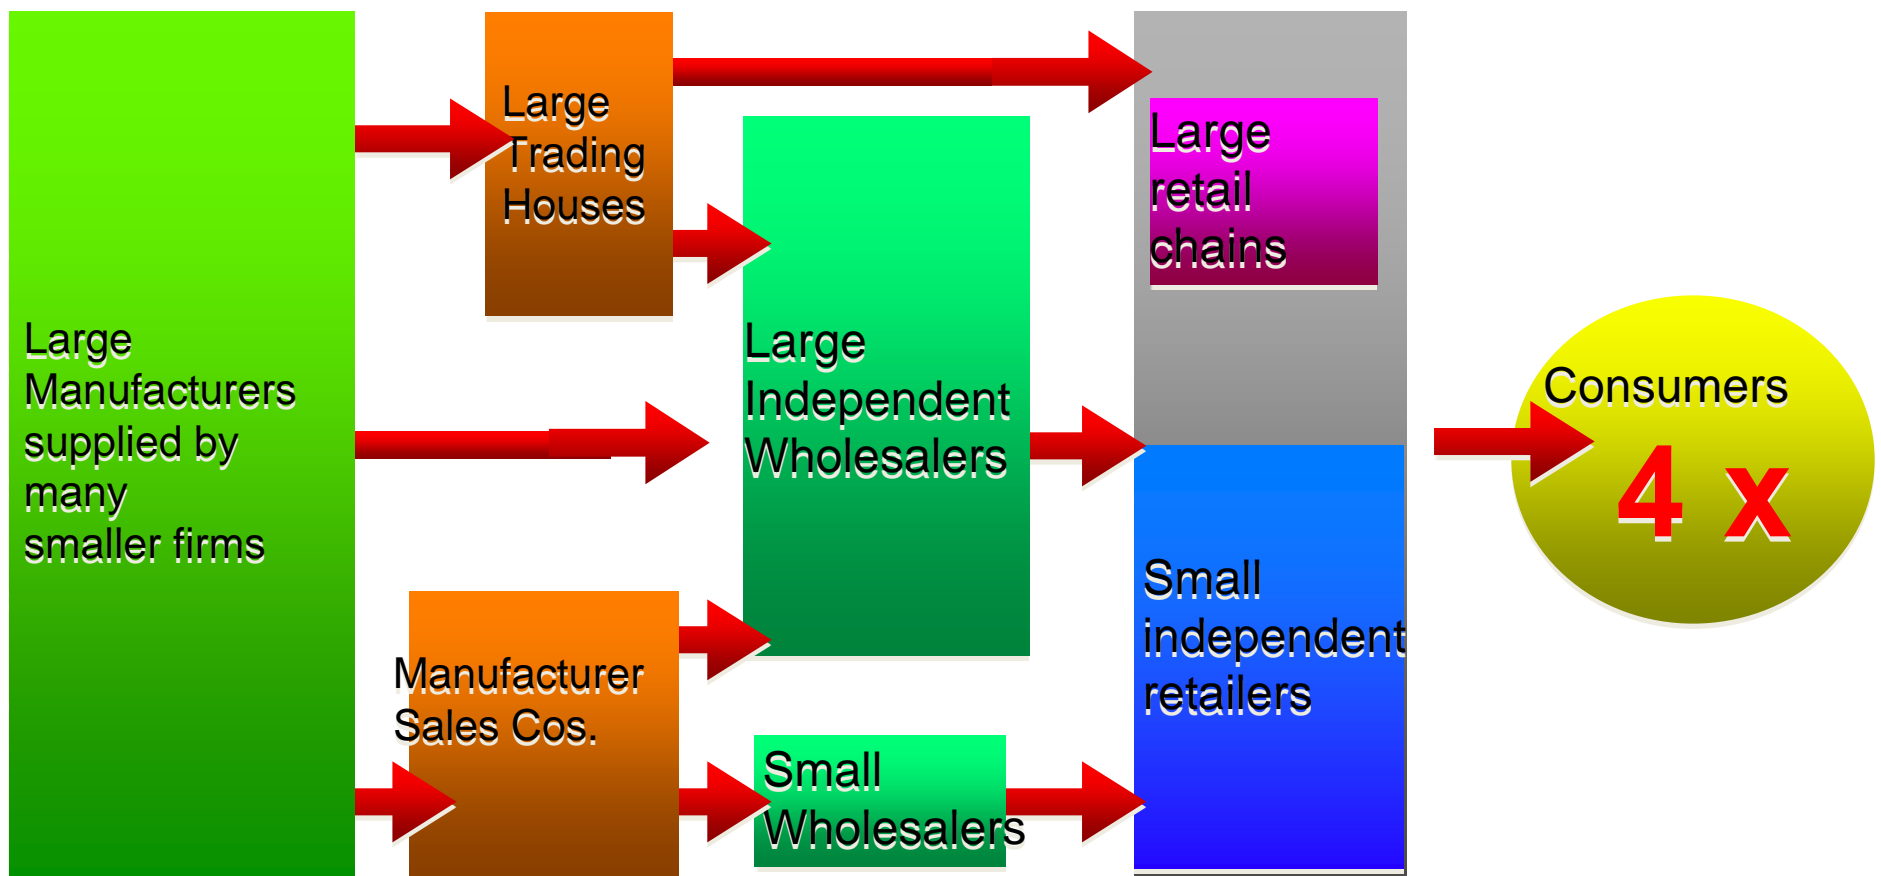 Large
Manufacturers
supplied by
many
smaller firms
Large
Trading
Houses
Manufacturer
Sales Cos.
Large
Independent
Wholesalers
Small
Wholesalers
Large
retail
chains
Small
independent
retailers
Consumers
4 x